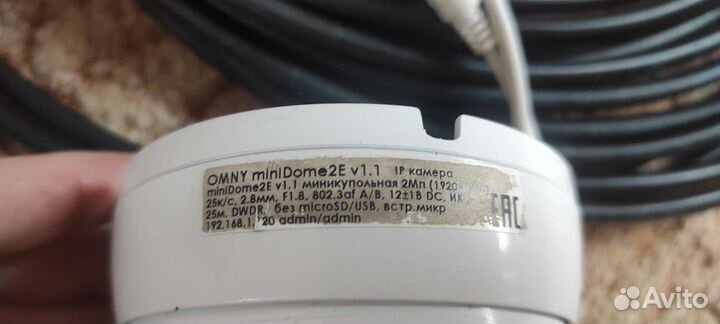 OMNY miniDome2E v1.1 IP камера
miniDome2E v1.1 миникупольная 2Мп (1920×
25к/с, 2.8мм, F1.8, 802.3af A/B, 12±1В DC, ИК
25м, DWDR, без microSD/USB, встр.микр
192.168.1. 20 admin/admin
EAC
Avito